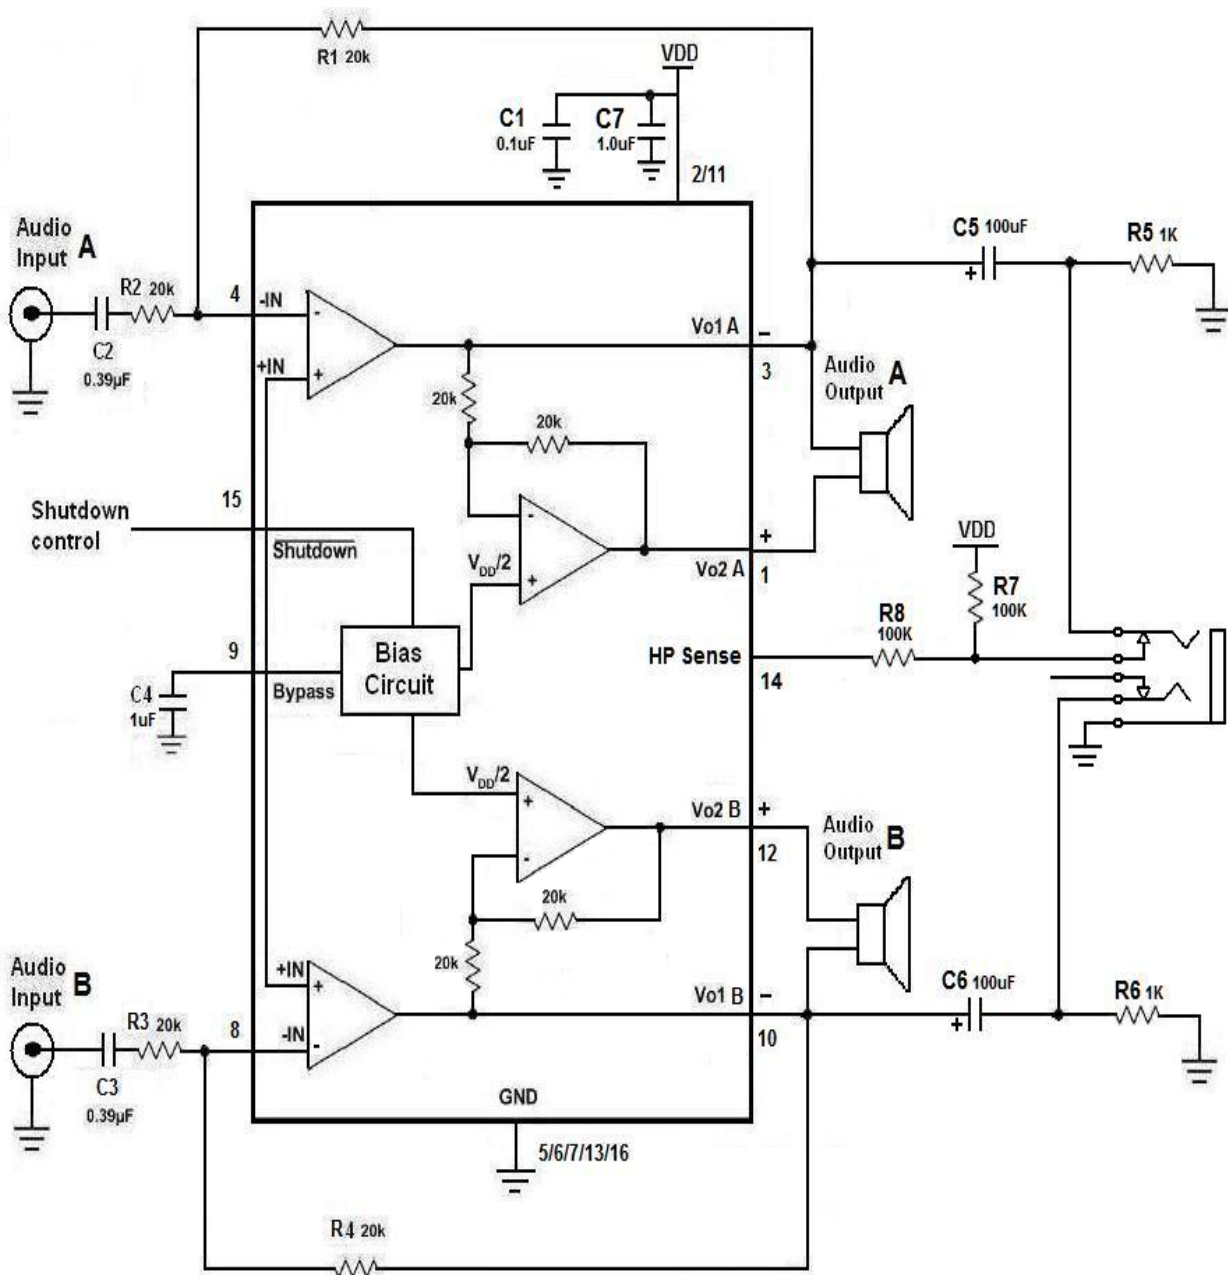 R1 20k
VDD
C1
0.1uF
C7
1.0uF
2/11
Audio
Input A
R2 20k
C2
0.39µF
4
-IN
+IN
-
+
Vo1 A
-
3
C5 100uF
+
R5 1K
Audio A
Output
20k
20k
15
Shutdown
control
Shutdown
VDD/2
-
+
+
Vo2 A
1
VDD
R7
100K
R8
100K
HP Sense
14
9
Bypass
Bias
Circuit
C4
1uF
VDD/2
+
-
Vo2 B
+
12
Audio B
Output
20k
20k
Audio
Input B
R3 20k
C3
0.39µF
8
+IN
-IN
+
-
Vo1 B
-
10
C6 100uF
+
R6 1K
GND
5/6/7/13/16
R4 20k